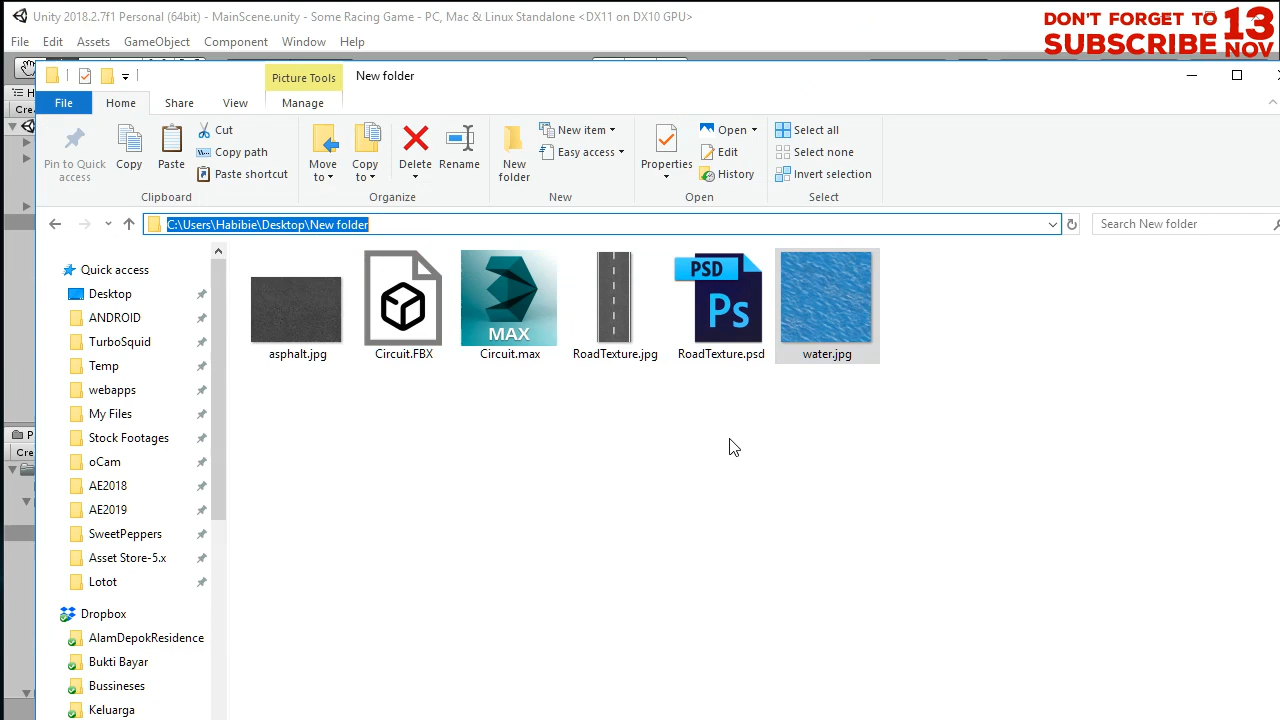 Unity 2018.2.7f1 Personal (64bit) - MainScene.unity - Some Racing Game - PC, Mac & Linux Standalone <DX11 on DX10 GPU>
DON'T FORGET TO
SUBSCRIBE
13
NOV
File Edit Assets GameObject Component Window Help
Picture Tools
New folder
File Home Share View Manage
Pin to Quick access
Copy
Paste
Cut
Copy path
Paste shortcut
Clipboard
Move to
Copy to
Delete
Rename
Organize
New folder
New item
Easy access
New
Properties
Open
Edit
History
Open
Select all
Select none
Invert selection
Select
C:\Users\Habibie\Desktop\New folder
Search New folder
Quick access
Desktop
ANDROID
TurboSquid
Temp
webapps
My Files
Stock Footages
oCam
AE2018
AE2019
SweetPeppers
Asset Store-5.x
Lotot
Dropbox
AlamDepokResidence
Bukti Bayar
Bussineses
Keluarga
MAX
PSD
Ps
asphalt.jpg
Circuit.FBX
Circuit.max
RoadTexture.jpg
RoadTexture.psd
water.jpg